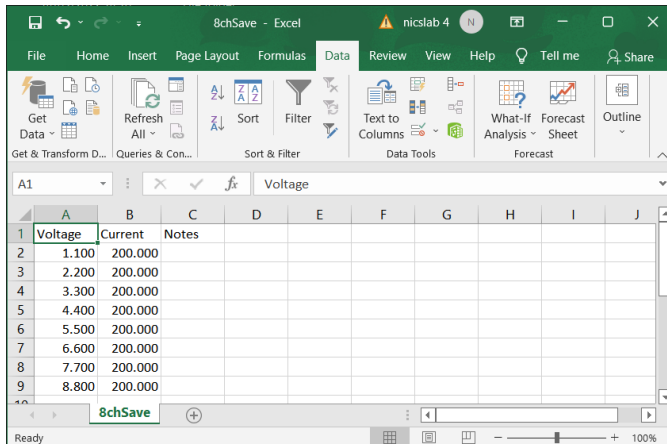 8chSave - Excel
nicslab 4
N
File Home Insert Page Layout Formulas Data Review View Help Tell me Share
Get Data
Refresh All
Sort
Filter
Text to Columns
What-If Analysis
Forecast Sheet
Outline
Get & Transform D... Queries & Con... Sort & Filter Data Tools Forecast
A1 fx Voltage
A B C D E F G H I J
1 Voltage Current Notes
2 1.100 200.000
3 2.200 200.000
4 3.300 200.000
5 4.400 200.000
6 5.500 200.000
7 6.600 200.000
8 7.700 200.000
9 8.800 200.000
8chSave
Ready 100%